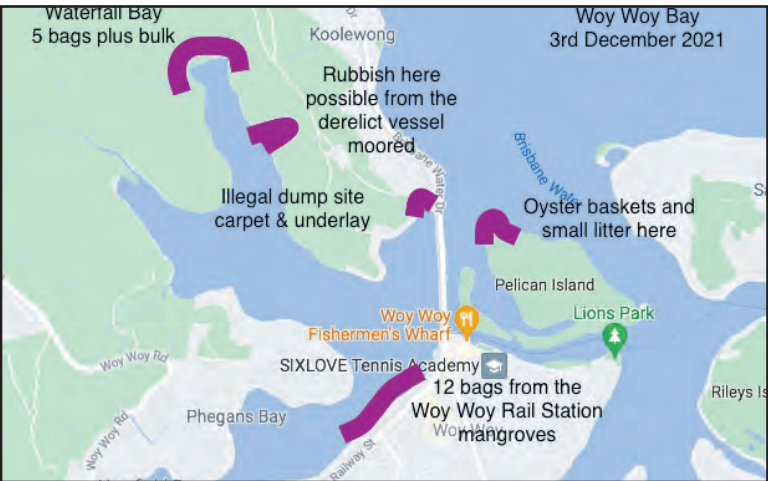 Waterfall Bay
5 bags plus bulk
Dr
Koolewong
Woy Woy Bay
3rd December 2021
Rubbish here
possible from the
derelict vessel
moored
Brisbane Water Dr
Brisbane Water
Illegal dump site
carpet & underlay
Oyster baskets and
small litter here
Pelican Island
Woy Woy
Fishermen's Wharf
Lions Park
SIXLOVE Tennis Academy
12 bags from the
Woy Woy Rail Station
mangroves
Woy Woy
Woy Woy Rd
Phegans Bay
Woy Woy Rd
Railway St
Rileys Is